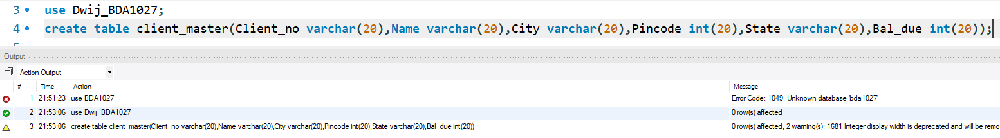 3 use Dwij_BDA1027;
4 create table client_master(Client_no varchar(20),Name varchar(20),City varchar(20),Pincode int(20),State varchar(20),Bal_due int(20));
Output
Action Output
# Time Action Message
1 21:51:23 use BDA1027 Error Code: 1049. Unknown database 'bda1027'
2 21:53:06 use Dwij_BDA1027 0 row(s) affected
3 21:53:06 create table client_master(Client_no varchar(20),Name varchar(20),City varchar(20),Pincode int(20),State varchar(20),Bal_due int(20)) 0 row(s) affected, 2 warning(s): 1681 Integer display width is deprecated and will be remo